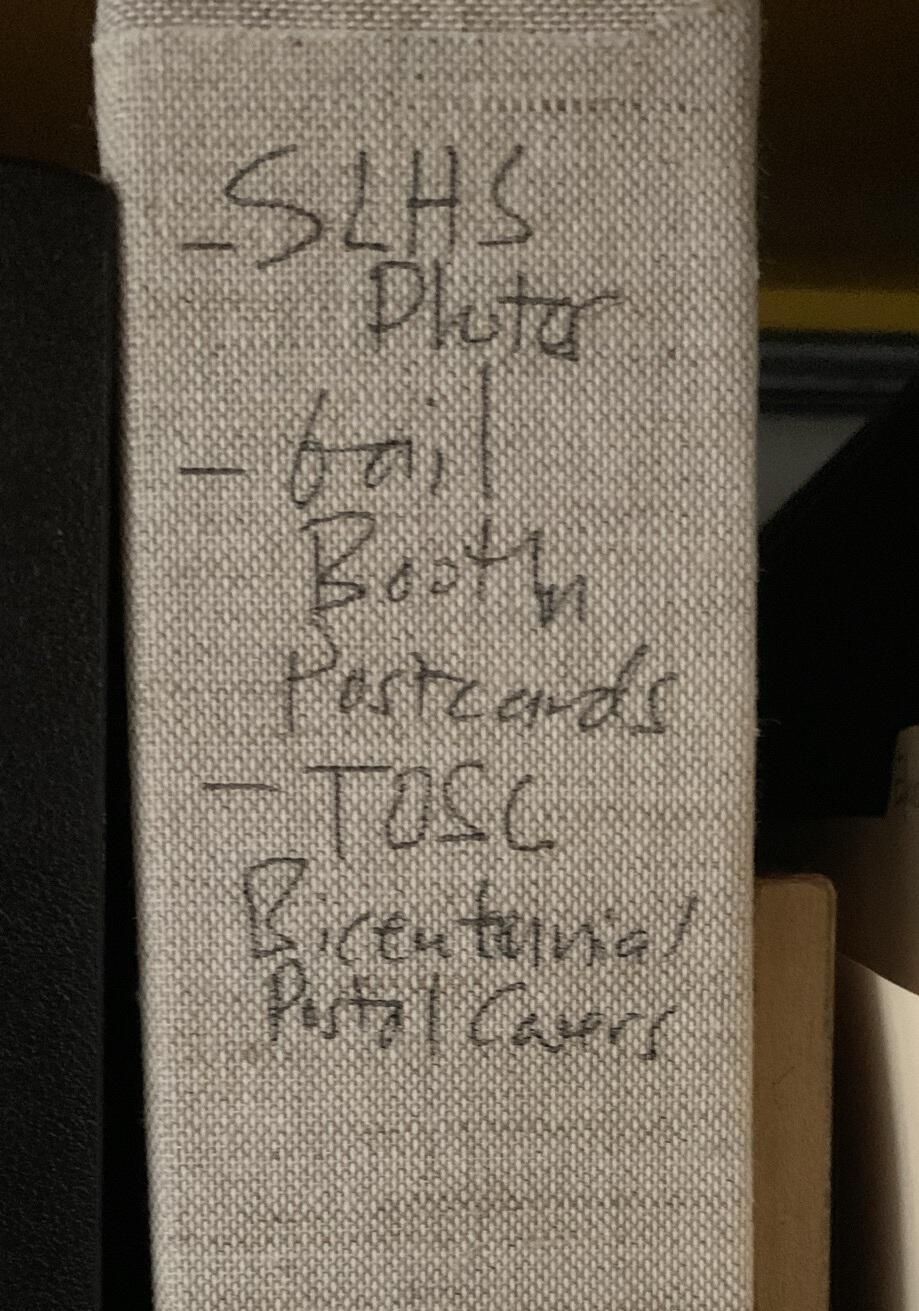 - SLHS
Photos
- Gail
Booth
Postcards
- TOSC
Bicentennial
Postal Covers